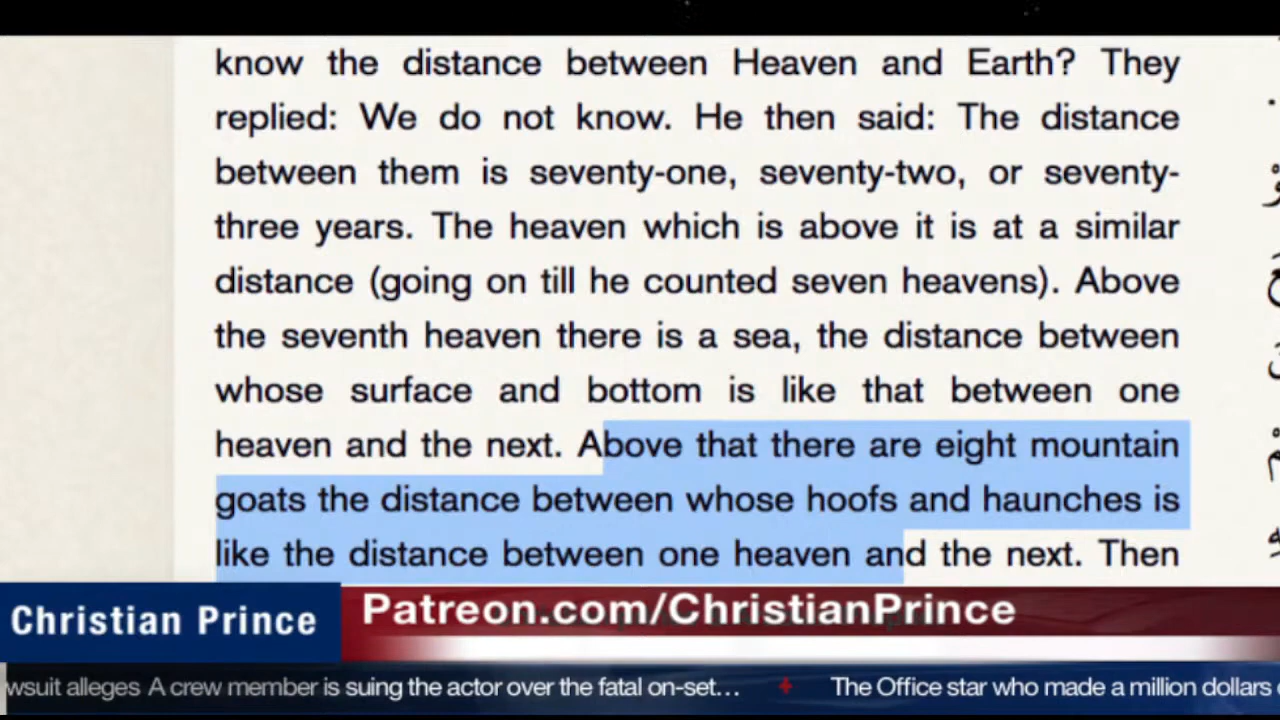 know the distance between Heaven and Earth? They
replied: We do not know. He then said: The distance
between them is seventy-one, seventy-two, or seventy-
three years. The heaven which is above it is at a similar
distance (going on till he counted seven heavens). Above
the seventh heaven there is a sea, the distance between
whose surface and bottom is like that between one
heaven and the next. Above that there are eight mountain
goats the distance between whose hoofs and haunches is
like the distance between one heaven and the next. Then
Christian Prince
Patreon.com/ChristianPrince
wsuit alleges A crew member is suing the actor over the fatal on-set... The Office star who made a million dollars